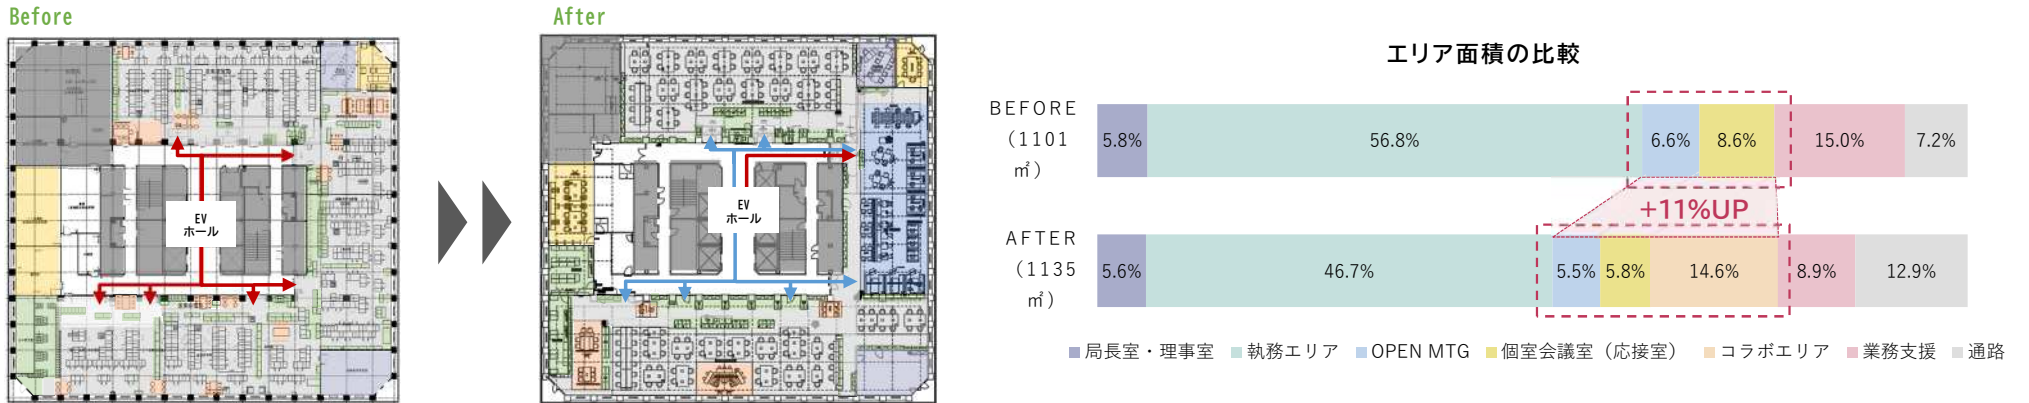 Before
EV
ホール
After
EV
ホール
エリア面積の比較
BEFORE
(1101
㎡)
5.8%
56.8%
6.6%
8.6%
15.0%
7.2%
+11%UP
AFTER
(1135
㎡)
5.6%
46.7%
5.5%
5.8%
14.6%
8.9%
12.9%
局長室・理事室 執務エリア OPEN MTG 個室会議室（応接室） コラボエリア 業務支援 通路